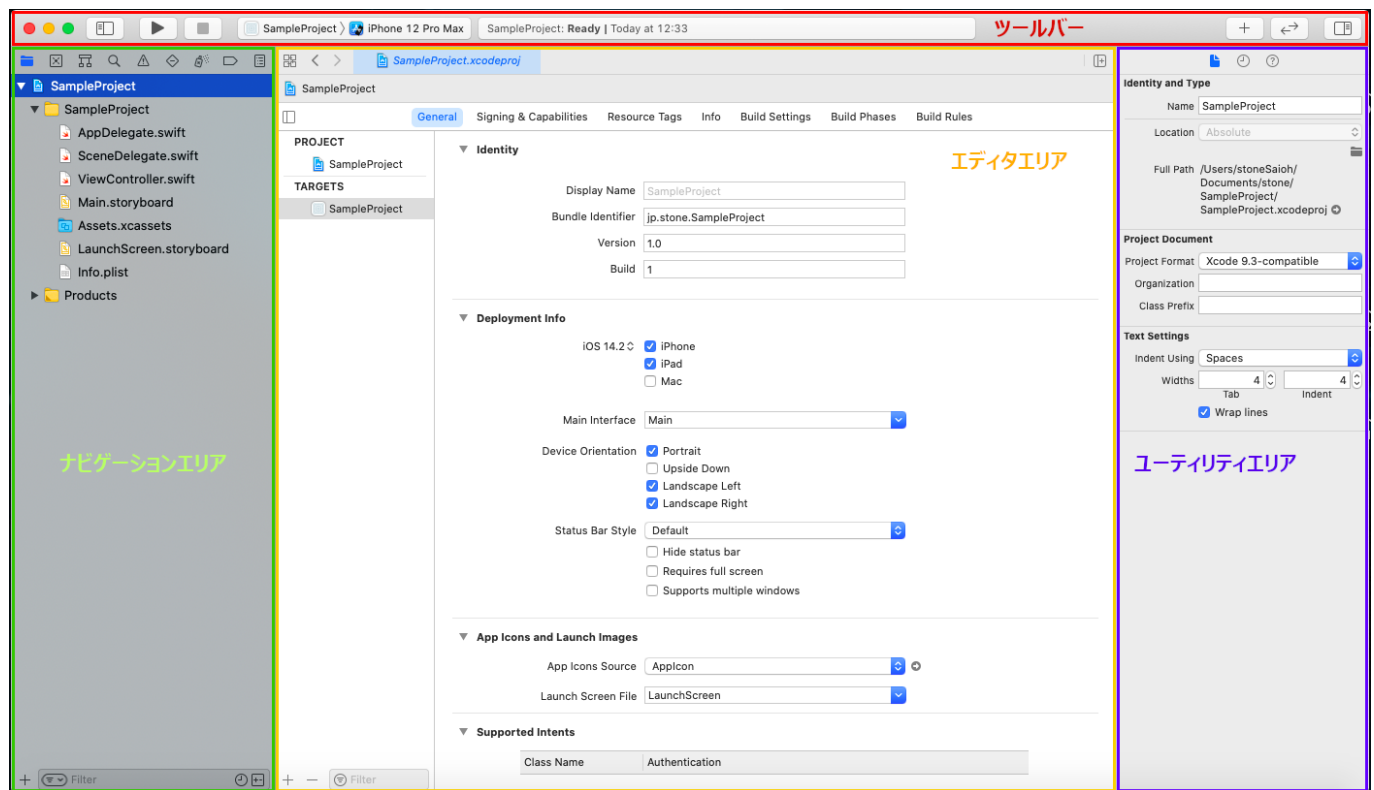 SampleProject 〉 iPhone 12 Pro Max
SampleProject: Ready | Today at 12:33
ツールバー
SampleProject
SampleProject
AppDelegate.swift
SceneDelegate.swift
ViewController.swift
Main.storyboard
Assets.xcassets
LaunchScreen.storyboard
Info.plist
Products
ナビゲーションエリア
Filter
SampleProject.xcodeproj
SampleProject
General Signing & Capabilities Resource Tags Info Build Settings Build Phases Build Rules
PROJECT
SampleProject
TARGETS
SampleProject
Filter
エディタエリア
Identity
Display Name SampleProject
Bundle Identifier jp.stone.SampleProject
Version 1.0
Build 1
Deployment Info
iOS 14.2 iPhone
iPad
Mac
Main Interface Main
Device Orientation Portrait
Upside Down
Landscape Left
Landscape Right
Status Bar Style Default
Hide status bar
Requires full screen
Supports multiple windows
App Icons and Launch Images
App Icons Source AppIcon
Launch Screen File LaunchScreen
Supported Intents
Class Name Authentication
Identity and Type
Name SampleProject
Location Absolute
Full Path /Users/stoneSaioh/
Documents/stone/
SampleProject/
SampleProject.xcodeproj
Project Document
Project Format Xcode 9.3-compatible
Organization
Class Prefix
Text Settings
Indent Using Spaces
Widths 4 4
Tab Indent
Wrap lines
ユーティリティエリア